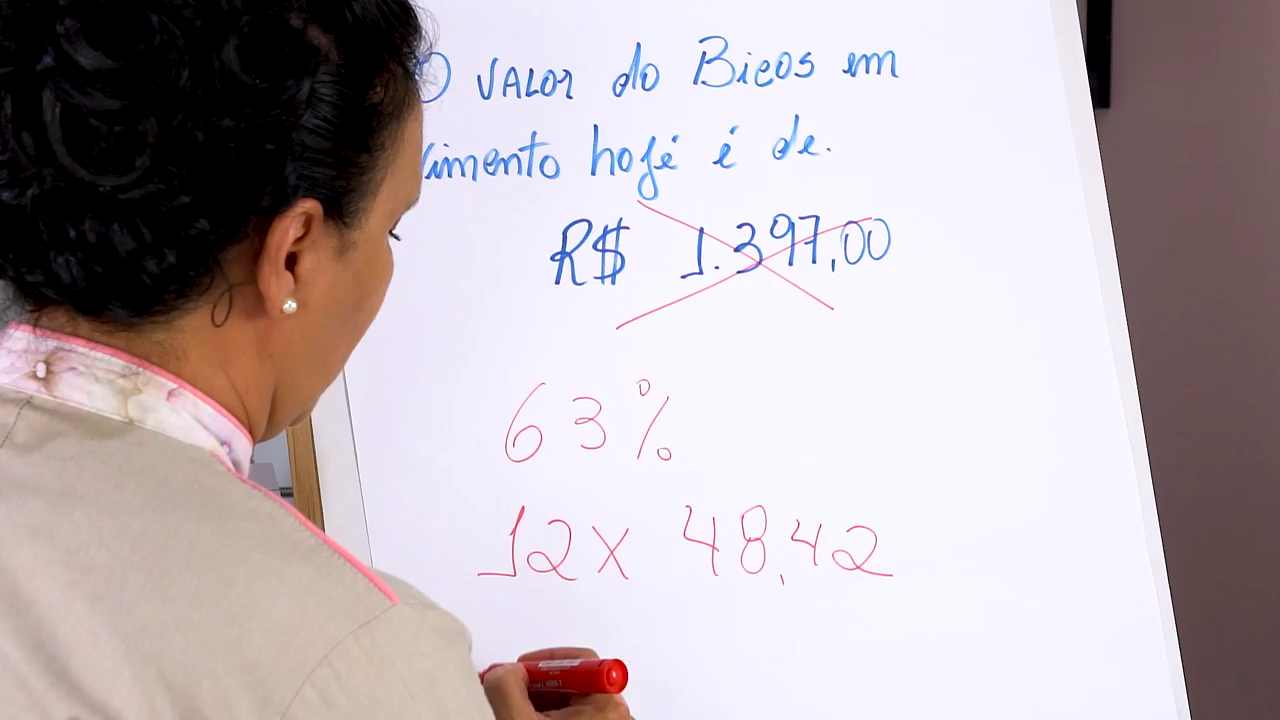 O VALOR do Bicos em
imento hoje é de.
R$ 1.397,00
63%
12x 48,42